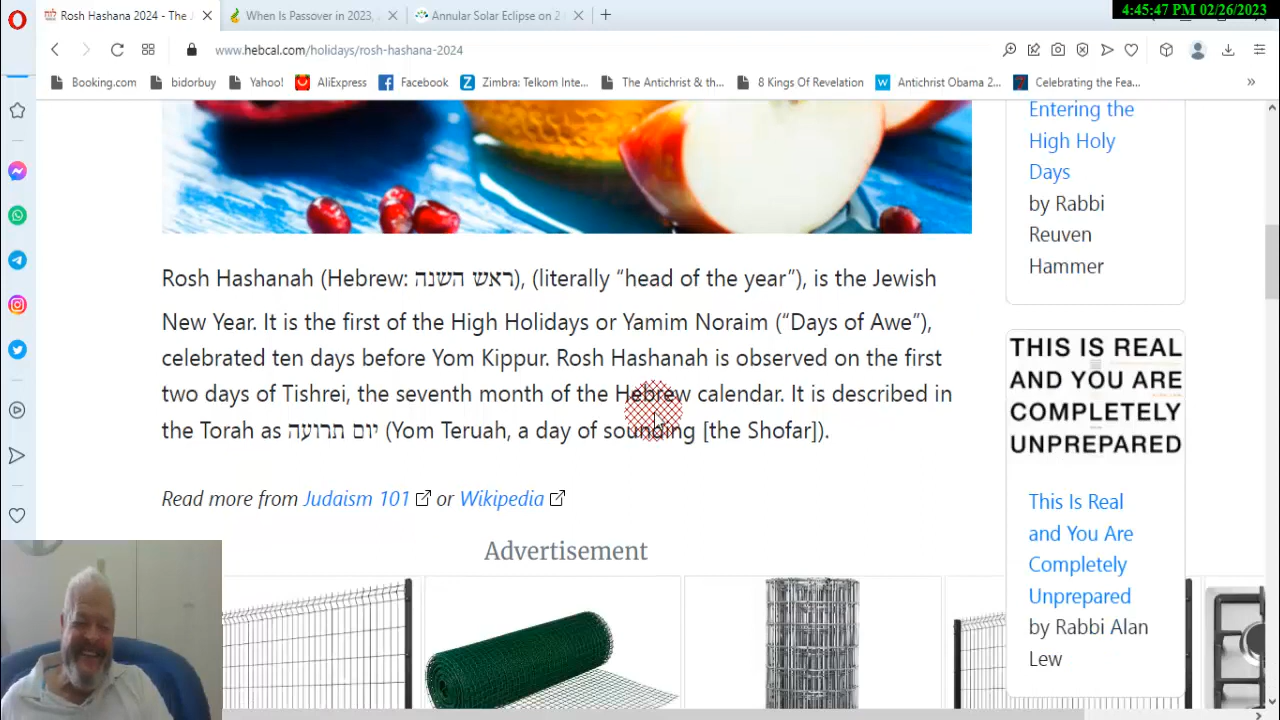 4:45:47 PM 02/26/2023
Rosh Hashana 2024 - The J
When Is Passover in 2023,
Annular Solar Eclipse on 2
www.hebcal.com/holidays/rosh-hashana-2024
Booking.com
bidorbuy
Yahoo!
AliExpress
Facebook
Zimbra: Telkom Inte...
The Antichrist & th...
8 Kings Of Revelation
Antichrist Obama 2...
Celebrating the Fea...
Rosh Hashanah (Hebrew: ראש השנה), (literally “head of the year”), is the Jewish
New Year. It is the first of the High Holidays or Yamim Noraim (“Days of Awe”),
celebrated ten days before Yom Kippur. Rosh Hashanah is observed on the first
two days of Tishrei, the seventh month of the Hebrew calendar. It is described in
the Torah as יום תרועה (Yom Teruah, a day of sounding [the Shofar]).
Read more from Judaism 101 or Wikipedia
Advertisement
Entering the
High Holy
Days
by Rabbi
Reuven
Hammer
THIS IS REAL
AND YOU ARE
COMPLETELY
UNPREPARED
This Is Real
and You Are
Completely
Unprepared
by Rabbi Alan
Lew